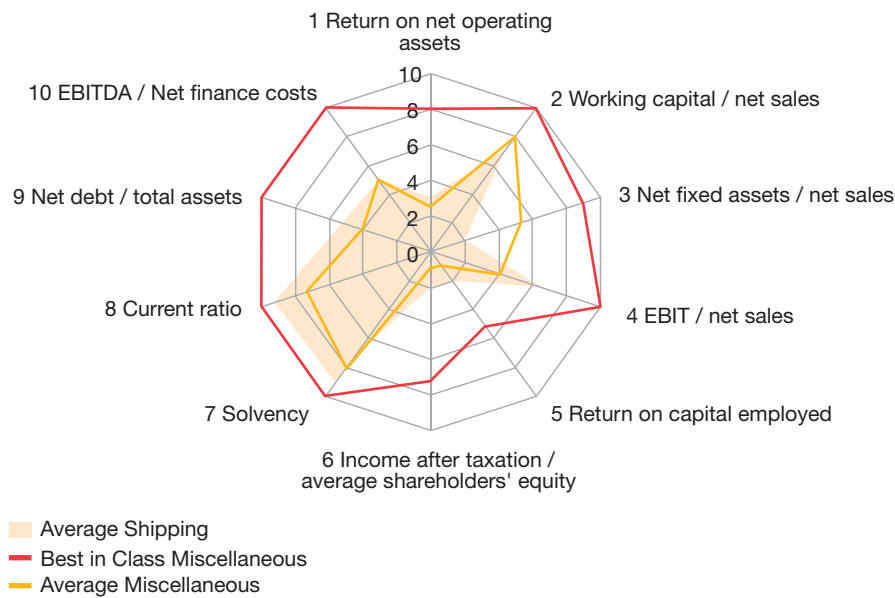 1 Return on net operating
assets
10 EBITDA / Net finance costs
2 Working capital / net sales
9 Net debt / total assets
3 Net fixed assets / net sales
8 Current ratio
4 EBIT / net sales
7 Solvency
5 Return on capital employed
6 Income after taxation /
average shareholders' equity
10
8
6
4
2
0
Average Shipping
Best in Class Miscellaneous
Average Miscellaneous